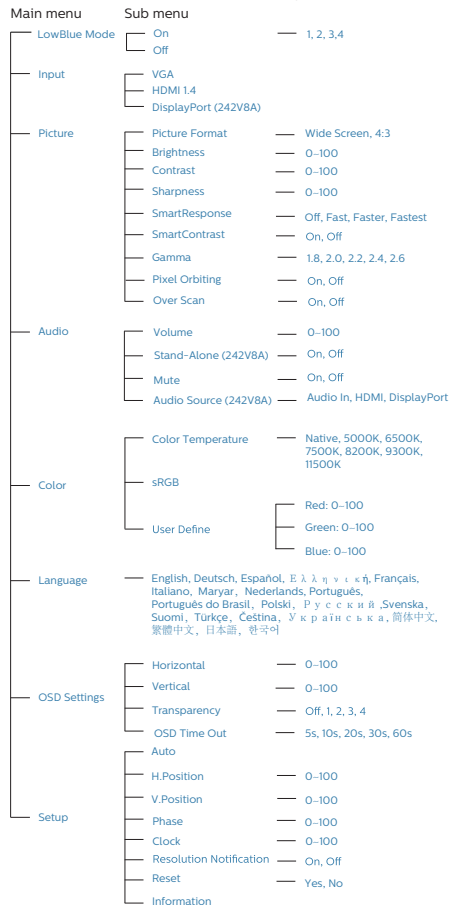 Main menu Sub menu
LowBlue Mode On 1, 2, 3,4
Off
Input VGA
HDMI 1.4
DisplayPort (242V8A)
Picture Picture Format Wide Screen, 4:3
Brightness 0–100
Contrast 0–100
Sharpness 0–100
SmartResponse Off, Fast, Faster, Fastest
SmartContrast On, Off
Gamma 1.8, 2.0, 2.2, 2.4, 2.6
Pixel Orbiting On, Off
Over Scan On, Off
Audio Volume 0–100
Stand-Alone (242V8A) On, Off
Mute On, Off
Audio Source (242V8A) Audio In, HDMI, DisplayPort
Color Temperature Native, 5000K, 6500K,
7500K, 8200K, 9300K,
11500K
Color sRGB
Red: 0–100
User Define Green: 0–100
Blue: 0–100
Language English, Deutsch, Español, Ελληνική, Français,
Italiano, Maryar, Nederlands, Português,
Português do Brasil, Polski, Русский ,Svenska,
Suomi, Türkçe, Čeština, Українська, 简体中文,
繁體中文, 日本語, 한국어
Horizontal 0–100
Vertical 0–100
OSD Settings Transparency Off, 1, 2, 3, 4
OSD Time Out 5s, 10s, 20s, 30s, 60s
Auto
H.Position 0–100
V.Position 0–100
Setup Phase 0–100
Clock 0–100
Resolution Notification On, Off
Reset Yes, No
Information